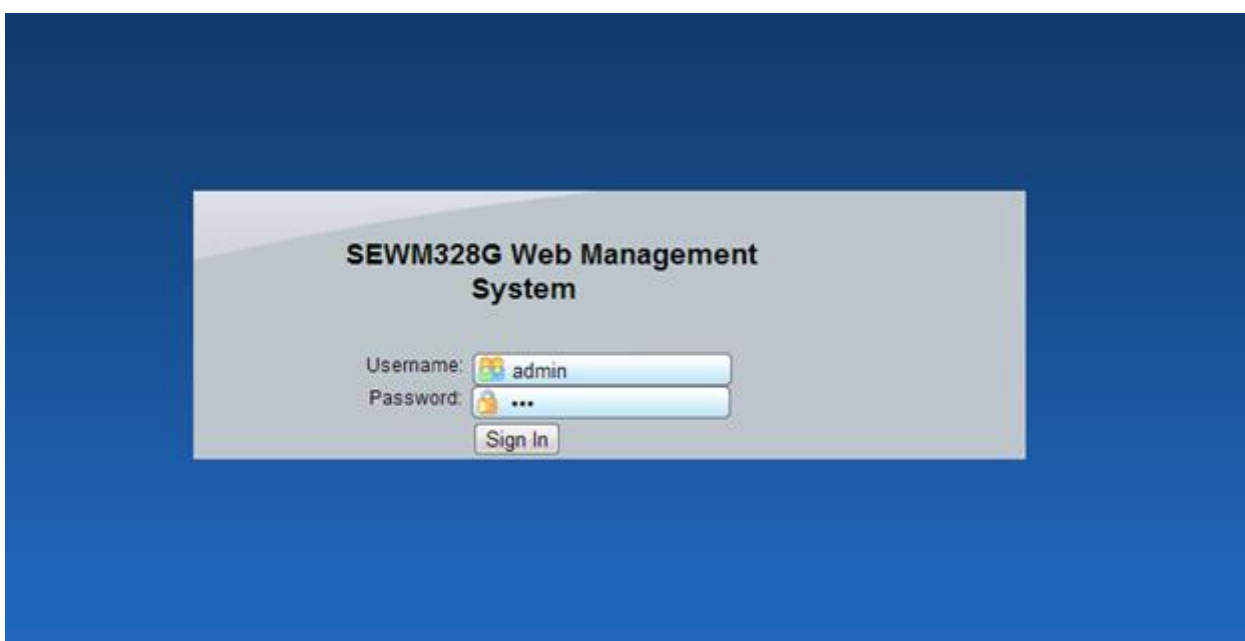 SEWM328G Web Management
System
Username: admin
Password: •••
Sign In